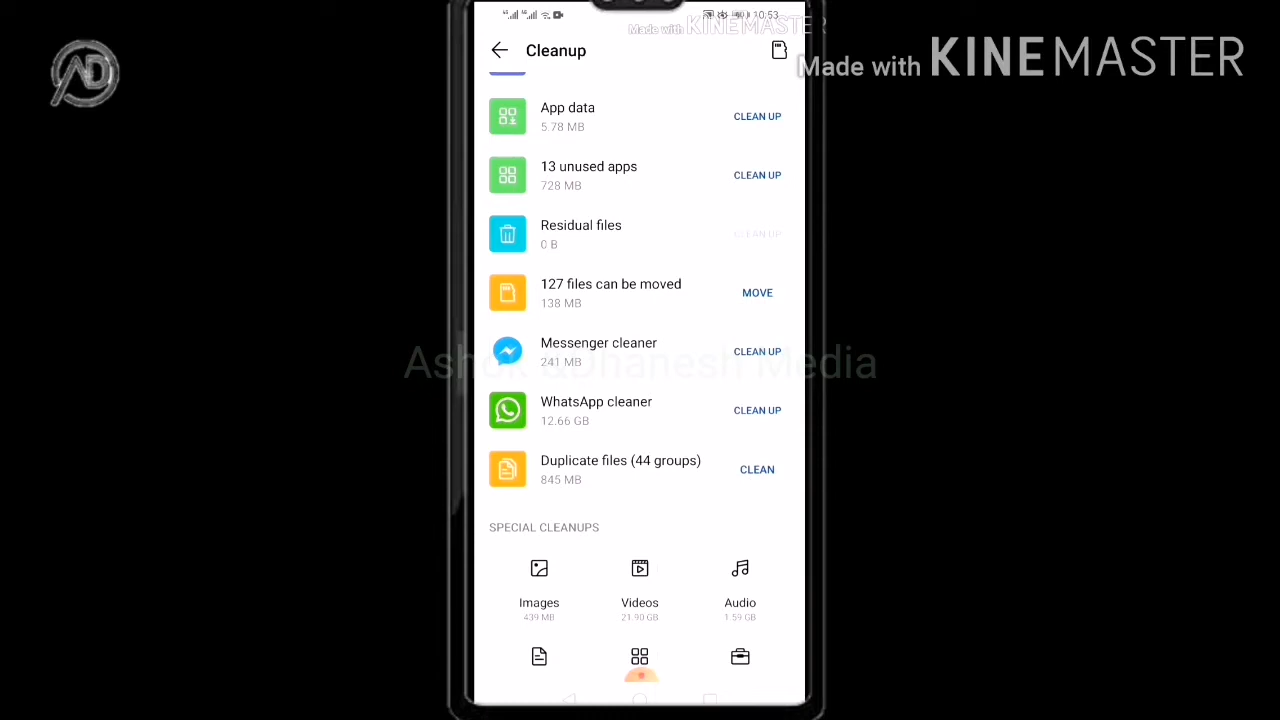 10:53
Made with KINEMASTER
Made with KINEMASTER
AD
Cleanup
App data
5.78 MB
CLEAN UP
13 unused apps
728 MB
CLEAN UP
Residual files
0 B
CLEAN UP
127 files can be moved
138 MB
MOVE
Messenger cleaner
241 MB
CLEAN UP
Ashok &Dhanesh Media
WhatsApp cleaner
12.66 GB
CLEAN UP
Duplicate files (44 groups)
845 MB
CLEAN
SPECIAL CLEANUPS
Images
Videos
Audio
439 MB
21.90 GB
1.59 GB